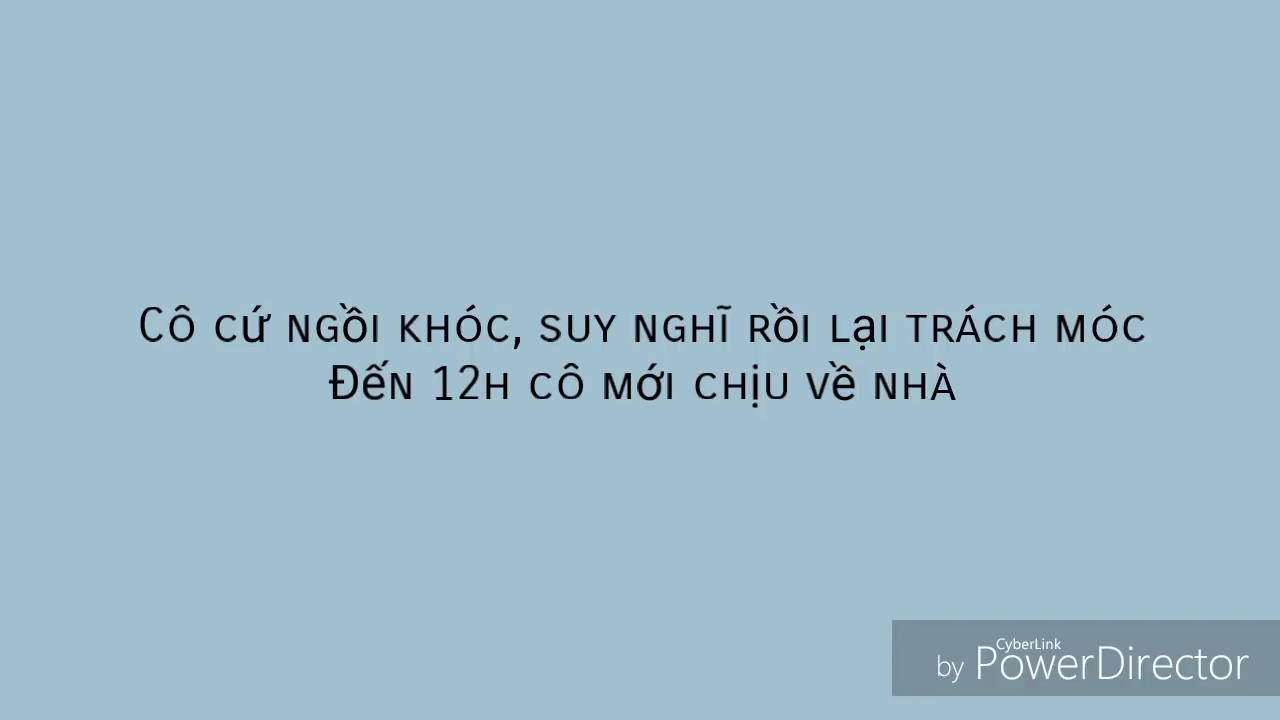 Cô cứ ngồi khóc, suy nghĩ rồi lại trách móc
Đến 12h cô mới chịu về nhà
CyberLink
by PowerDirector